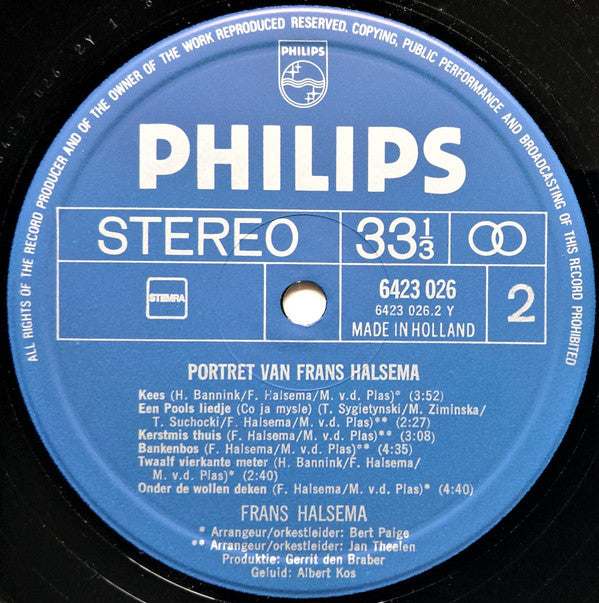 ALL RIGHTS OF THE RECORD PRODUCER AND OF THE OWNER OF THE WORK REPRODUCED RESERVED. COPYING, PUBLIC PERFORMANCE AND BROADCASTING OF THIS RECORD PROHIBITED
PHILIPS
PHILIPS
STEREO
33 1/3
STEMRA
6423 026
6423 026.2 Y
MADE IN HOLLAND
2
PORTRET VAN FRANS HALSEMA
Kees (H. Bannink/F. Halsema/M. v.d. Plas)* (3:52)
Een Pools liedje (Co ja mysle) (T. Sygietynski/M. Ziminska/
T. Suchocki/F. Halsema/M. v.d. Plas)** (2:27)
Kerstmis thuis (F. Halsema/M. v.d. Plas)** (3:08)
Bankenbos (F. Halsema/M. v.d. Plas)** (4:35)
Twaalf vierkante meter (H. Bannink/F. Halsema/
M. v.d. Plas)* (2:40)
Onder de wollen deken (F. Halsema/M. v.d. Plas)* (4:40)
FRANS HALSEMA
* Arrangeur/orkestleider: Bert Paige
** Arrangeur/orkestleider: Jan Theelen
Produktie: Gerrit den Braber
Geluid: Albert Kos